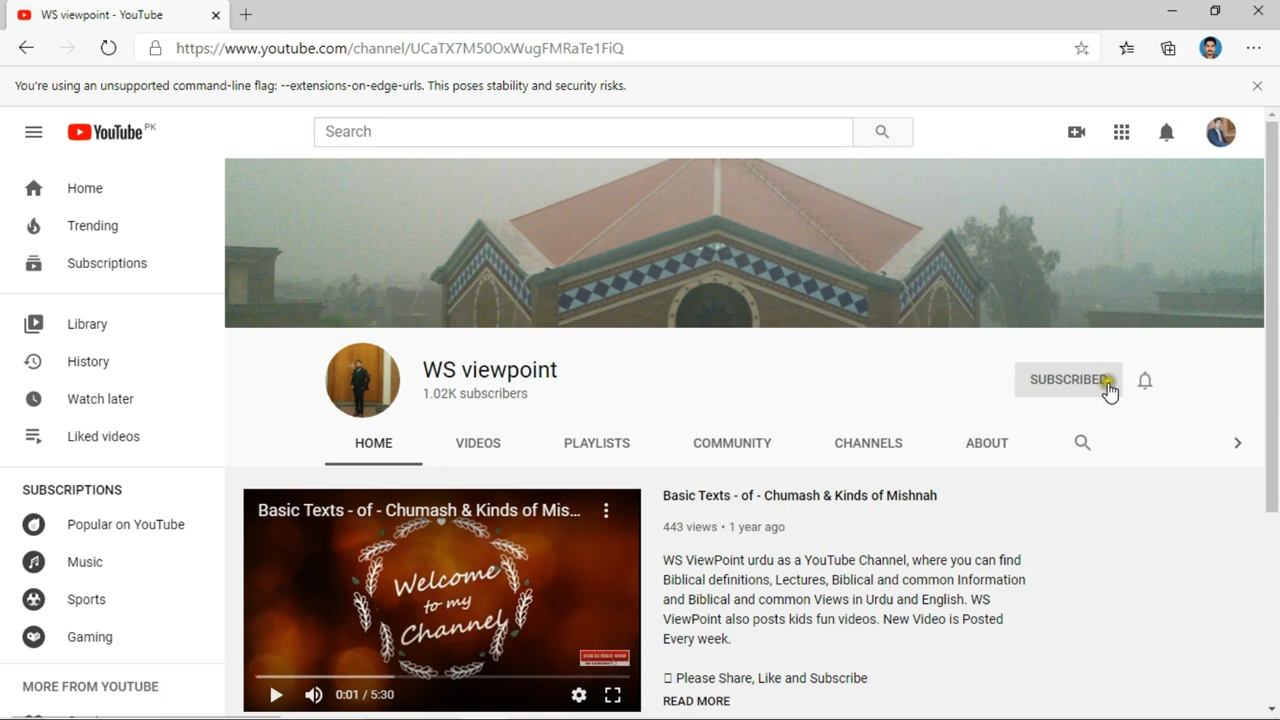 WS viewpoint - YouTube
https://www.youtube.com/channel/UCaTX7M50OxWugFMRaTe1FiQ
You're using an unsupported command-line flag: --extensions-on-edge-urls. This poses stability and security risks.
YouTube PK
Search
Home
Trending
Subscriptions
Library
History
Watch later
Liked videos
SUBSCRIPTIONS
Popular on YouTube
Music
Sports
Gaming
MORE FROM YOUTUBE
WS viewpoint
1.02K subscribers
SUBSCRIBED
HOME VIDEOS PLAYLISTS COMMUNITY CHANNELS ABOUT
Basic Texts - of - Chumash & Kinds of Mis...
Welcome
to my
Channel
SUBSCRIBE NOW
0:01 / 5:30
Basic Texts - of - Chumash & Kinds of Mishnah
443 views • 1 year ago
WS ViewPoint urdu as a YouTube Channel, where you can find
Biblical definitions, Lectures, Biblical and common Information
and Biblical and common Views in Urdu and English. WS
ViewPoint also posts kids fun videos. New Video is Posted
Every week.
Please Share, Like and Subscribe
READ MORE